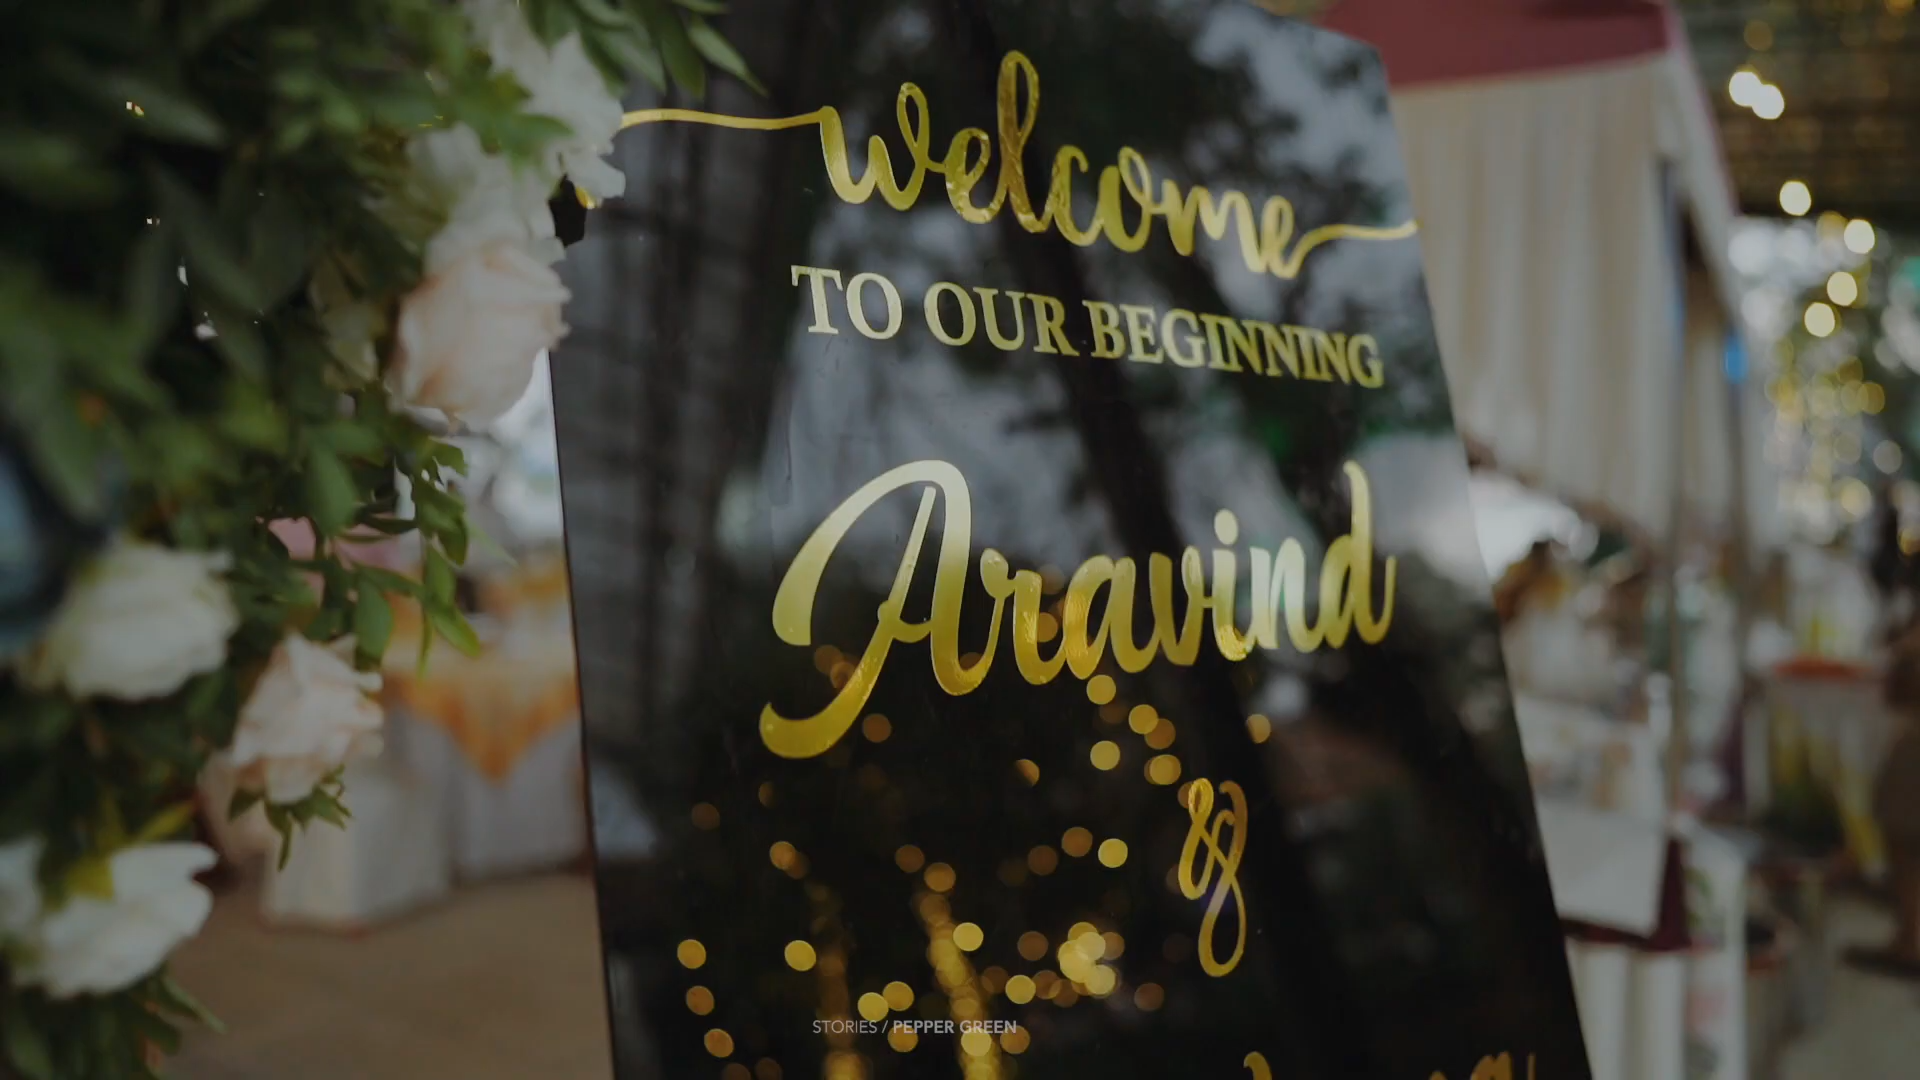 welcome
TO OUR BEGINNING
Aravind
&
STORIES / PEPPER GREEN